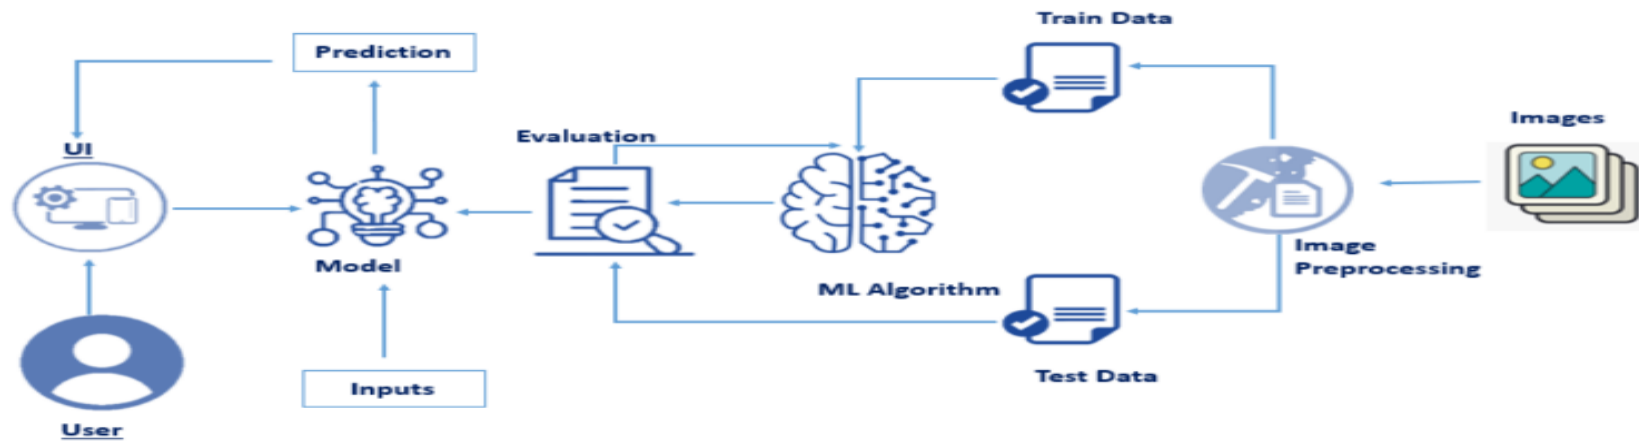 Train Data
Prediction
Images
Evaluation
UI
Image
Preprocessing
Model
ML Algorithm
Test Data
Inputs
User